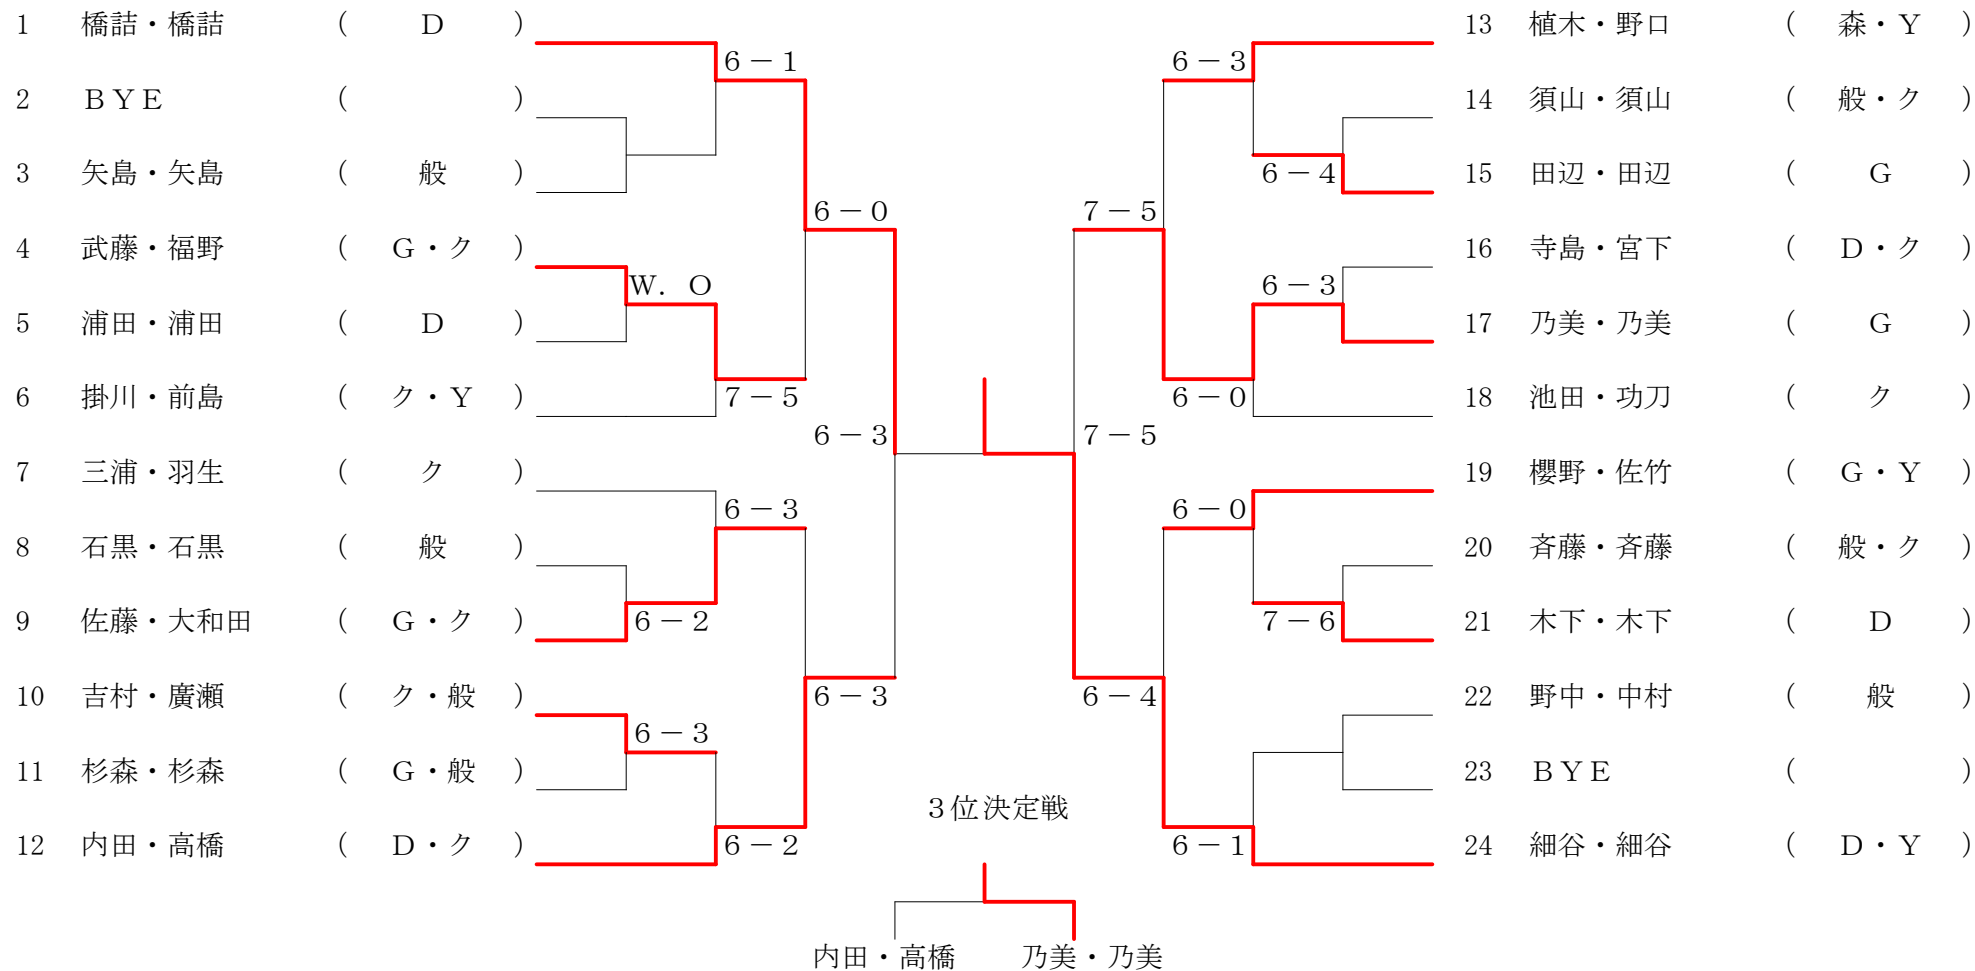 1 橋詰・橋詰 ( D )
13 植木・野口 ( 森・Y )
6－1
6－3
2 BYE ( )
14 須山・須山 ( 般・ク )
3 矢島・矢島 ( 般 )
6－4
15 田辺・田辺 ( G )
6－0
7－5
4 武藤・福野 ( G・ク )
16 寺島・宮下 ( D・ク )
W．O
6－3
5 浦田・浦田 ( D )
17 乃美・乃美 ( G )
6 掛川・前島 ( ク・Y )
7－5
6－0
18 池田・功刀 ( ク )
6－3
7－5
7 三浦・羽生 ( ク )
19 櫻野・佐竹 ( G・Y )
6－3
6－0
8 石黒・石黒 ( 般 )
20 斉藤・斉藤 ( 般・ク )
9 佐藤・大和田 ( G・ク )
6－2
7－6
21 木下・木下 ( D )
10 吉村・廣瀬 ( ク・般 )
6－3
6－4
22 野中・中村 ( 般 )
6－3
11 杉森・杉森 ( G・般 )
23 BYE ( )
3位決定戦
12 内田・高橋 ( D・ク )
6－2
6－1
24 細谷・細谷 ( D・Y )
内田・高橋 乃美・乃美